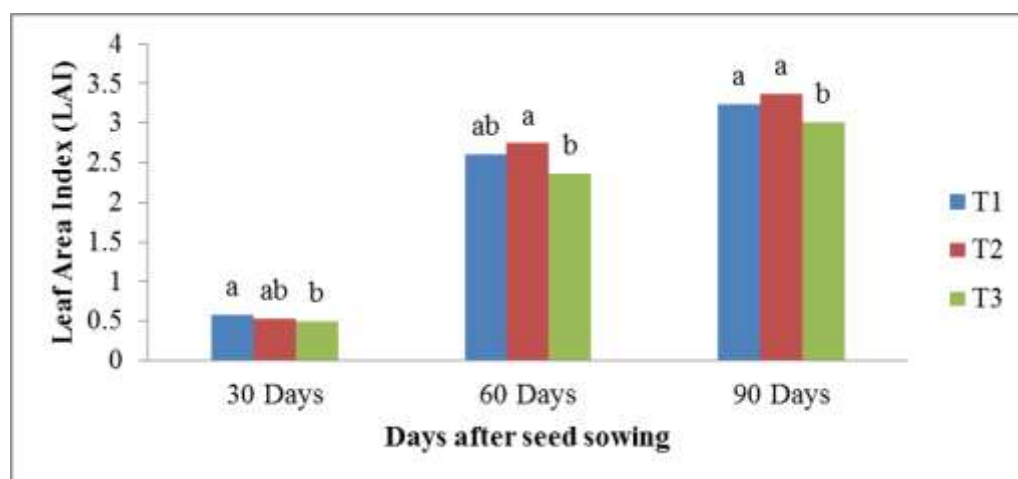 Leaf Area Index (LAI)
4
3.5
3
2.5
2
1.5
1
0.5
0
a ab b
ab a b
a a b
30 Days 60 Days 90 Days
Days after seed sowing
T1
T2
T3